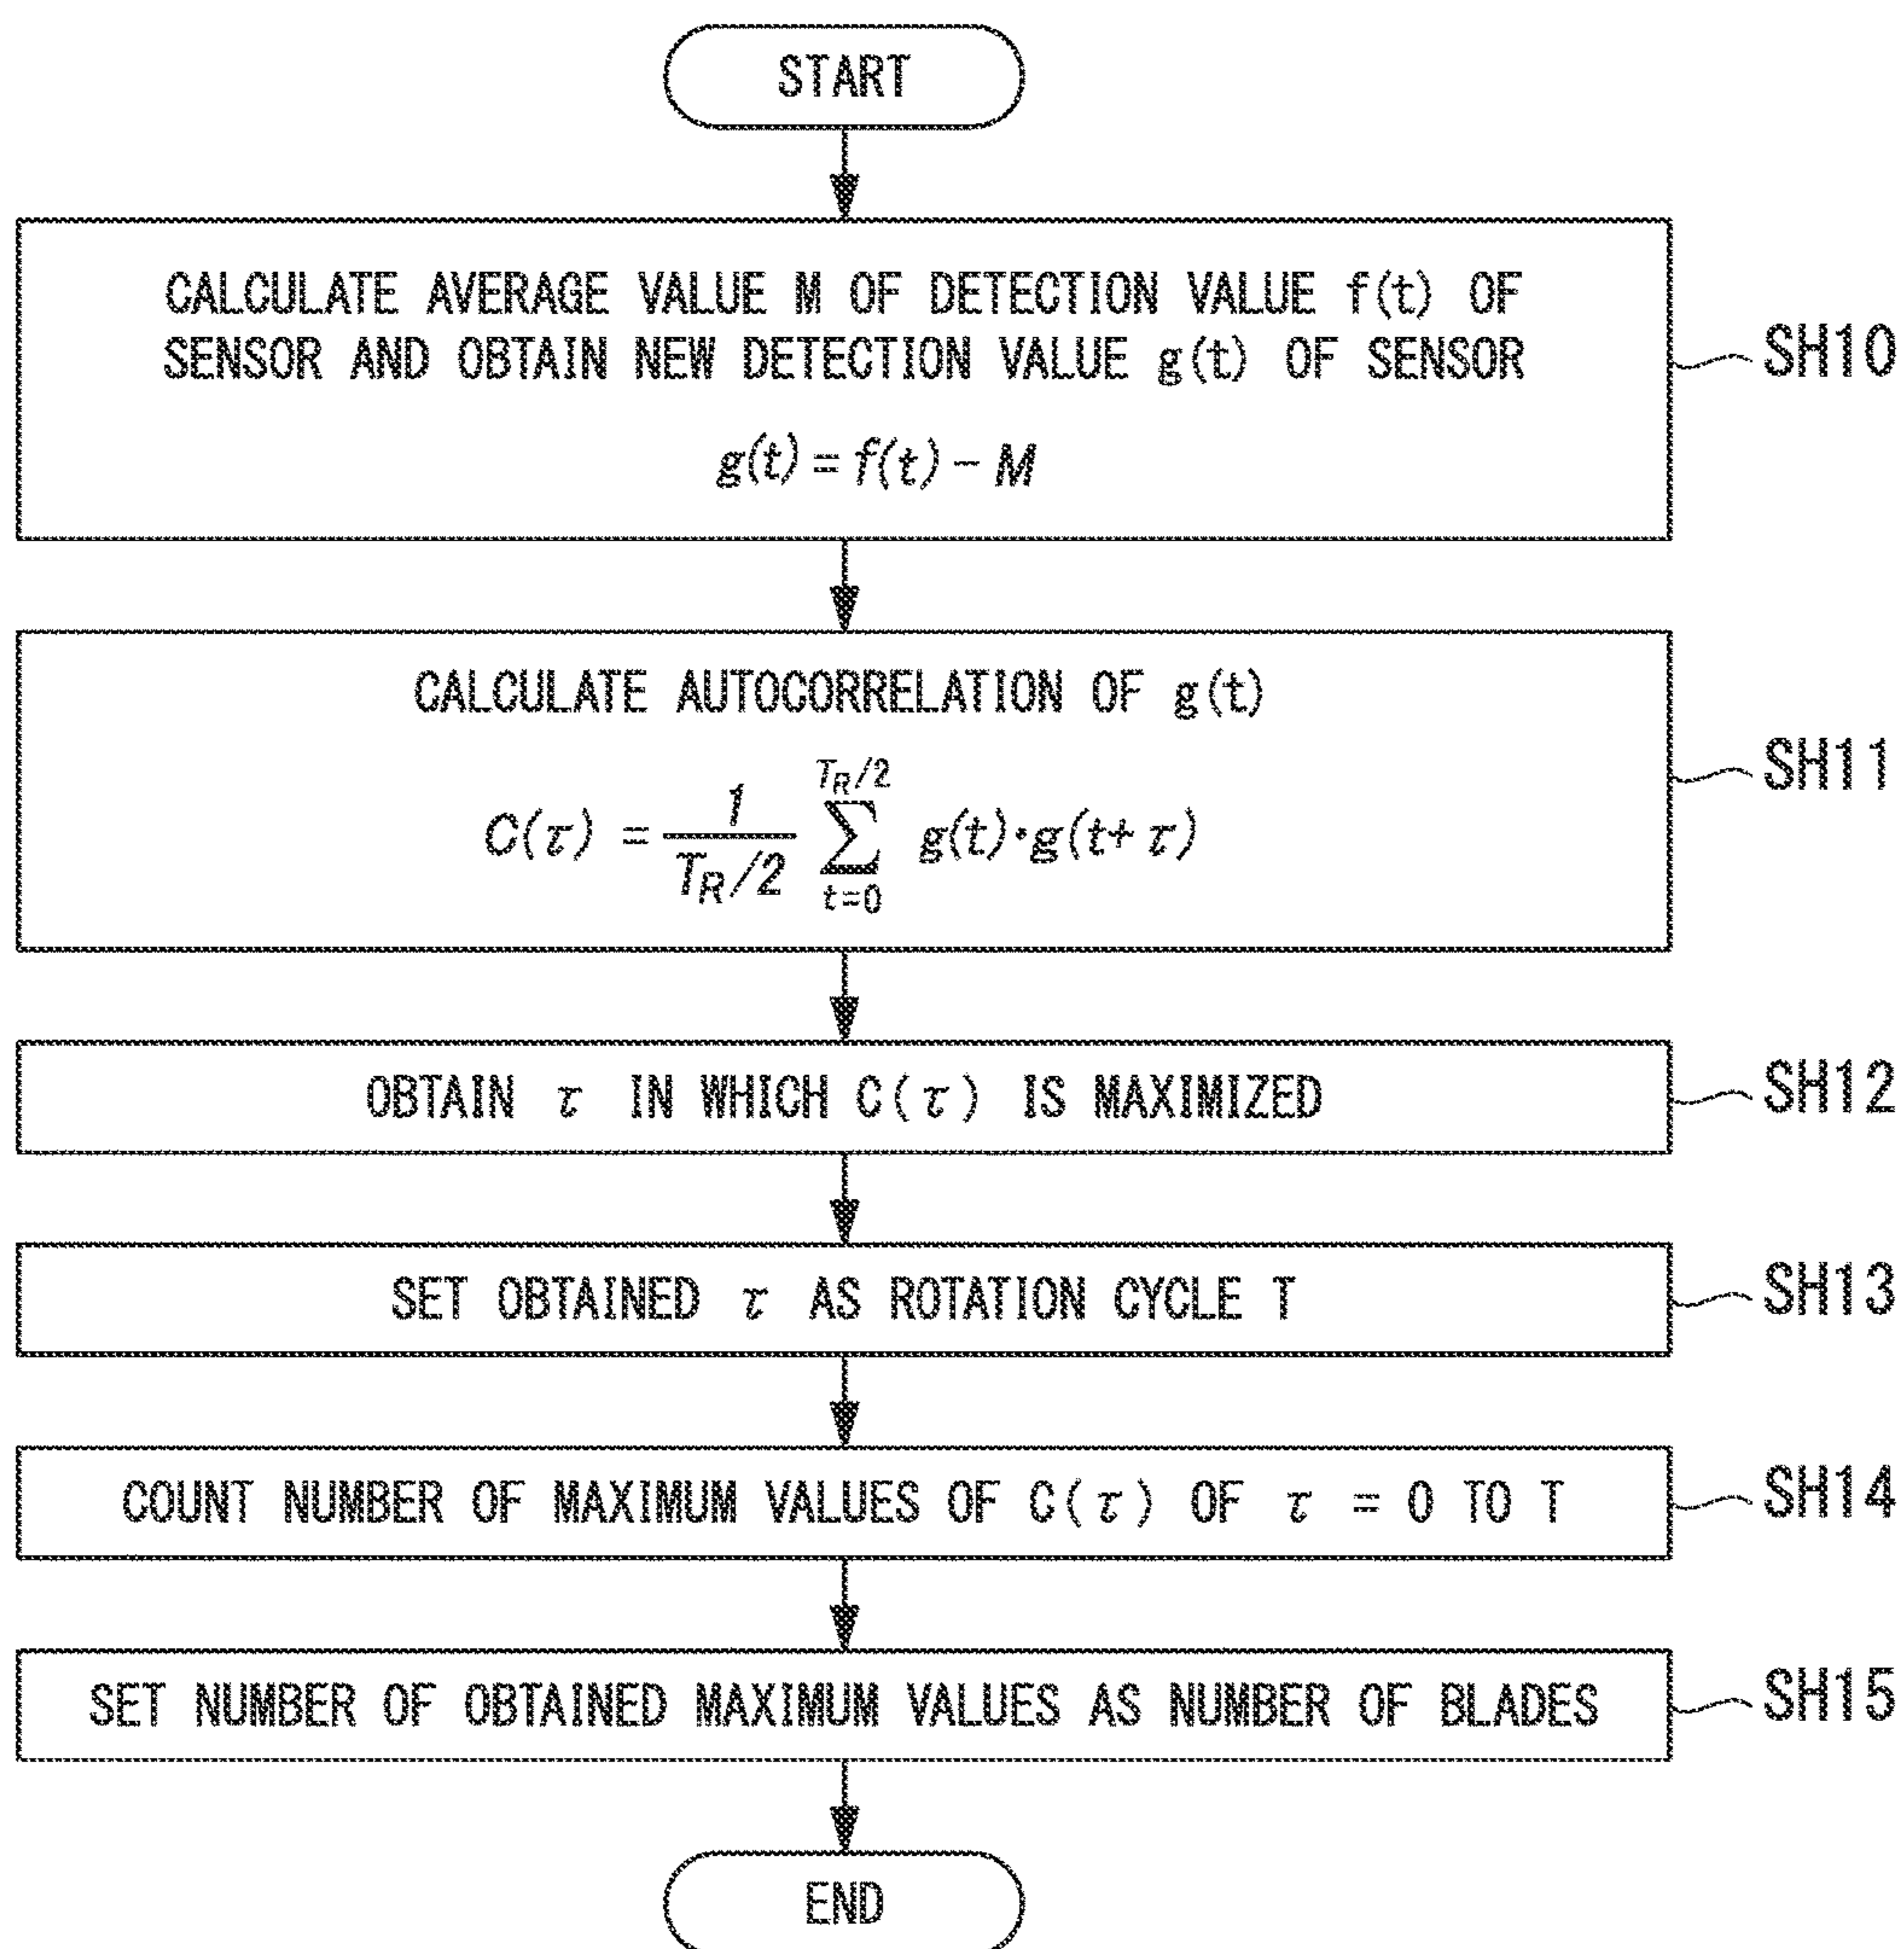 START
CALCULATE AVERAGE VALUE M OF DETECTION VALUE f(t) OF
SENSOR AND OBTAIN NEW DETECTION VALUE g(t) OF SENSOR
g(t) = f(t) − M
SH10
CALCULATE AUTOCORRELATION OF g(t)
C(τ) = 1/(T_R/2) Σ_{t=0}^{T_R/2} g(t)·g(t+τ)
SH11
OBTAIN τ IN WHICH C(τ) IS MAXIMIZED
SH12
SET OBTAINED τ AS ROTATION CYCLE T
SH13
COUNT NUMBER OF MAXIMUM VALUES OF C(τ) OF τ = 0 TO T
SH14
SET NUMBER OF OBTAINED MAXIMUM VALUES AS NUMBER OF BLADES
SH15
END